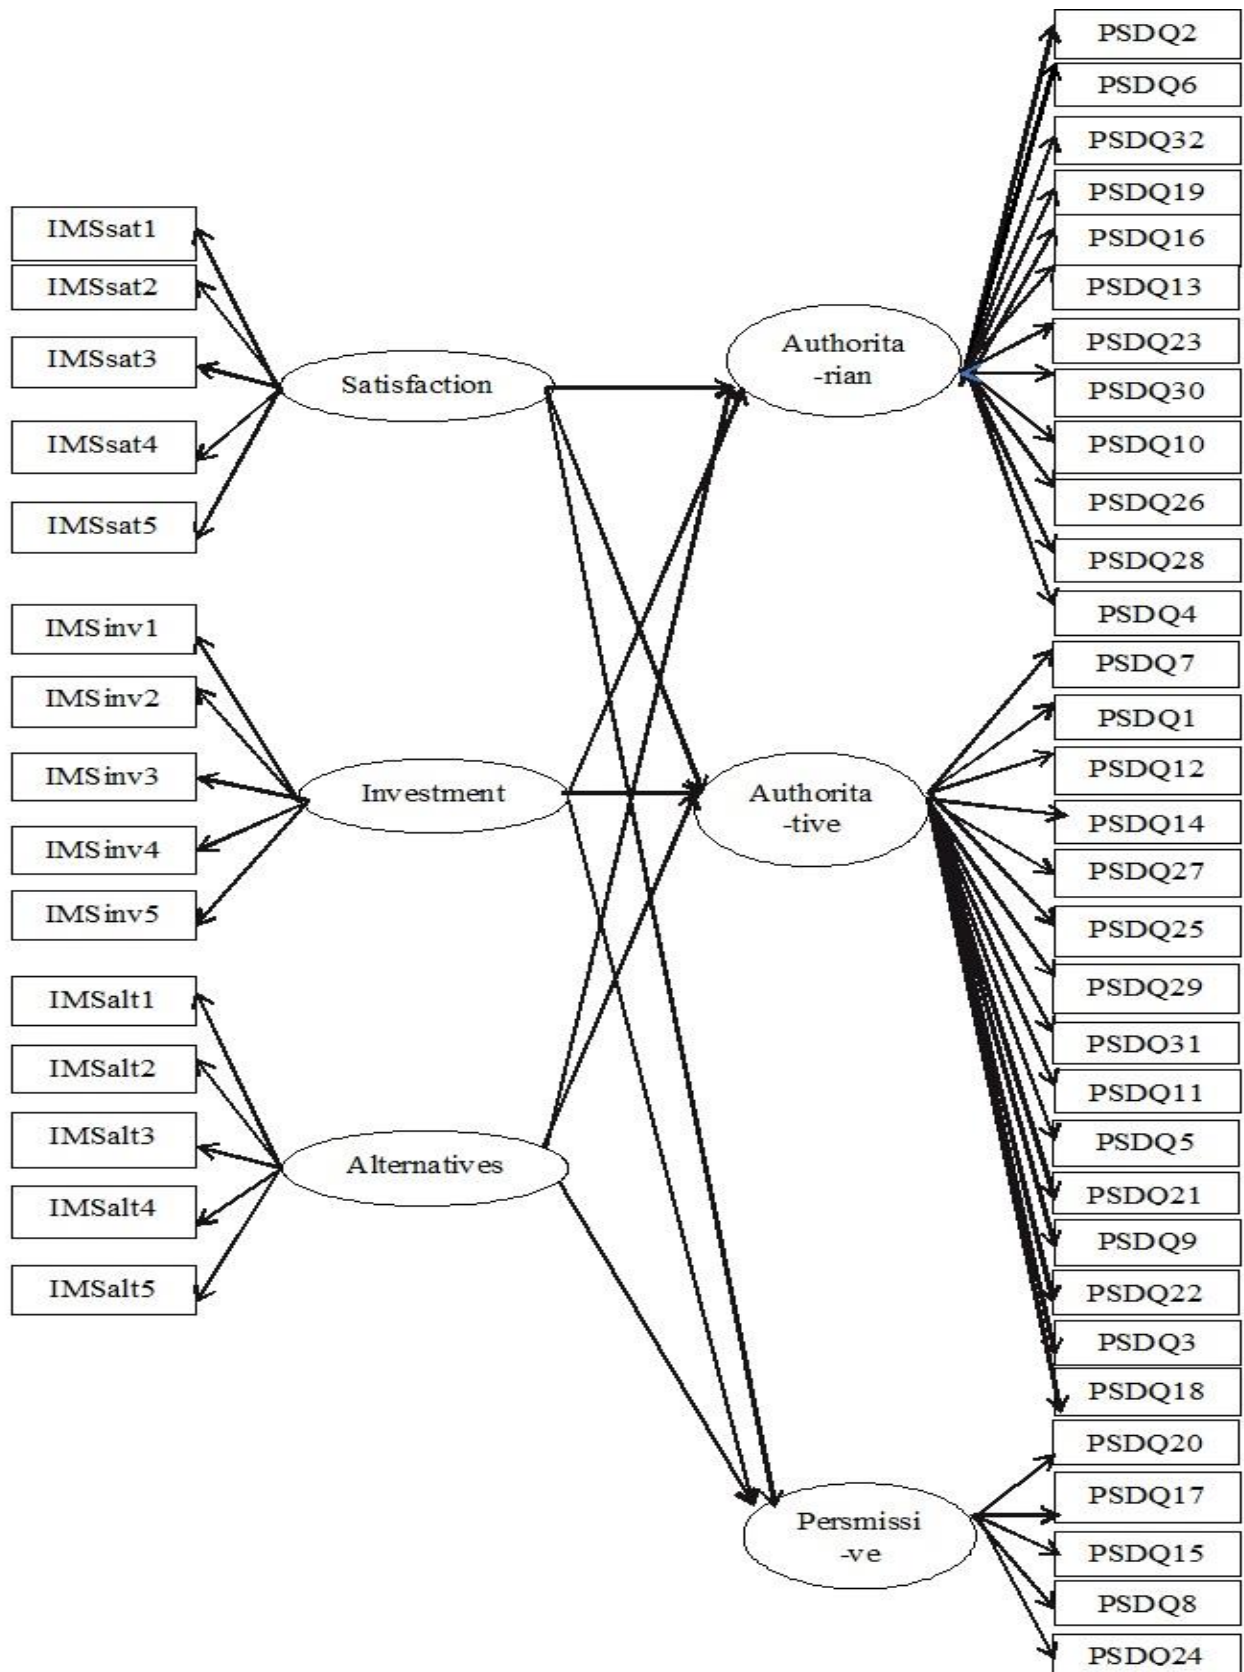 IMSsat1
IMSsat2
IMSsat3
IMSsat4
IMSsat5
IMSinv1
IMSinv2
IMSinv3
IMSinv4
IMSinv5
IMSalt1
IMSalt2
IMSalt3
IMSalt4
IMSalt5
Satisfaction
Investment
Alternatives
Authorita
-rian
Authorita
-tive
Persmissi
-ve
PSDQ2
PSDQ6
PSDQ32
PSDQ19
PSDQ16
PSDQ13
PSDQ23
PSDQ30
PSDQ10
PSDQ26
PSDQ28
PSDQ4
PSDQ7
PSDQ1
PSDQ12
PSDQ14
PSDQ27
PSDQ25
PSDQ29
PSDQ31
PSDQ11
PSDQ5
PSDQ21
PSDQ9
PSDQ22
PSDQ3
PSDQ18
PSDQ20
PSDQ17
PSDQ15
PSDQ8
PSDQ24